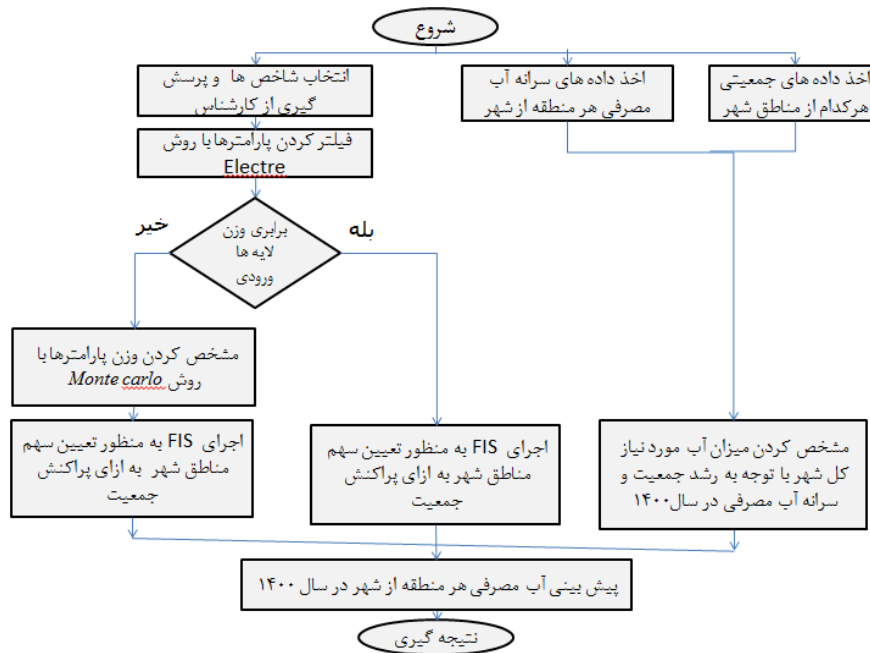 شروع
اخذ داده های جمعیتی
هرکدام از مناطق شهر
اخذ داده های سرانه آب
مصرفی هر منطقه از شهر
انتخاب شاخص ها و پرسش
گیری از کارشناس
فیلتر کردن پارامترها با روش
Electre
برابری وزن
لایه ها
ورودی
بله
خیر
مشخص کردن وزن پارامترها با
روش Monte carlo
مشخص کردن میزان آب مورد نیاز
کل شهر با توجه به رشد جمعیت و
سرانه آب مصرفی در سال ۱۴۰۰
اجرای FIS به منظور تعیین سهم
مناطق شهر به ازای پراکنش
جمعیت
اجرای FIS به منظور تعیین سهم
مناطق شهر به ازای پراکنش
جمعیت
پیش بینی آب مصرفی هر منطقه از شهر در سال ۱۴۰۰
نتیجه گیری